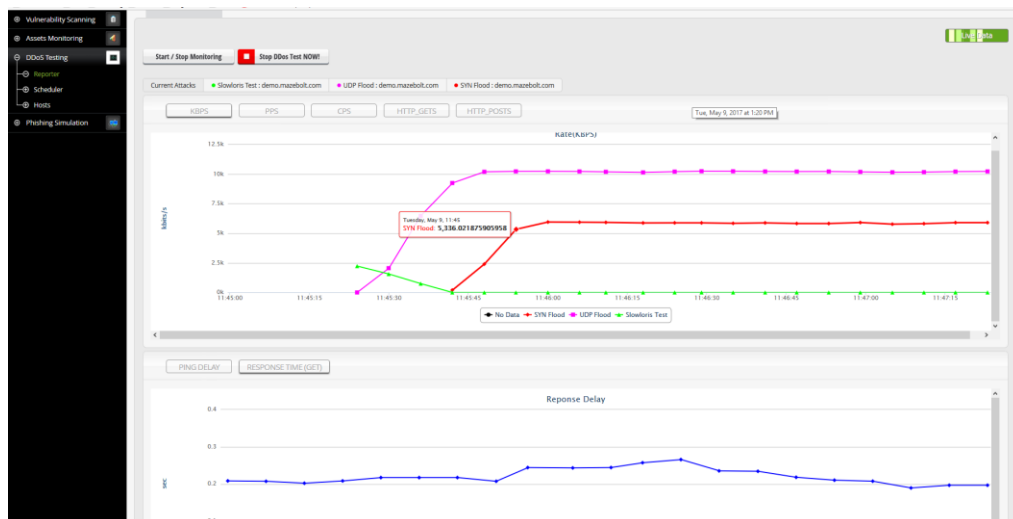 Vulnerability Scanning
Assets Monitoring
DDoS Testing
Reporter
Scheduler
Hosts
Phishing Simulation
Live Data
Start / Stop Monitoring
Stop DDos Test NOW!
Current Attacks
Slowloris Test : demo.mazebolt.com
UDP Flood : demo.mazebolt.com
SYN Flood : demo.mazebolt.com
KBPS
PPS
CPS
HTTP_GETS
HTTP_POSTS
Tue, May 9, 2017 at 1:20 PM
Rate(KBPS)
12.5k
10k
7.5k
5k
2.5k
0k
kbits/s
Tuesday, May 9, 11:45
SYN Flood: 5,336.021875905958
11:45:00
11:45:15
11:45:30
11:45:45
11:46:00
11:46:15
11:46:30
11:46:45
11:47:00
11:47:15
No Data
SYN Flood
UDP Flood
Slowloris Test
PING DELAY
RESPONSE TIME (GET)
Reponse Delay
0.4
0.3
0.2
sec